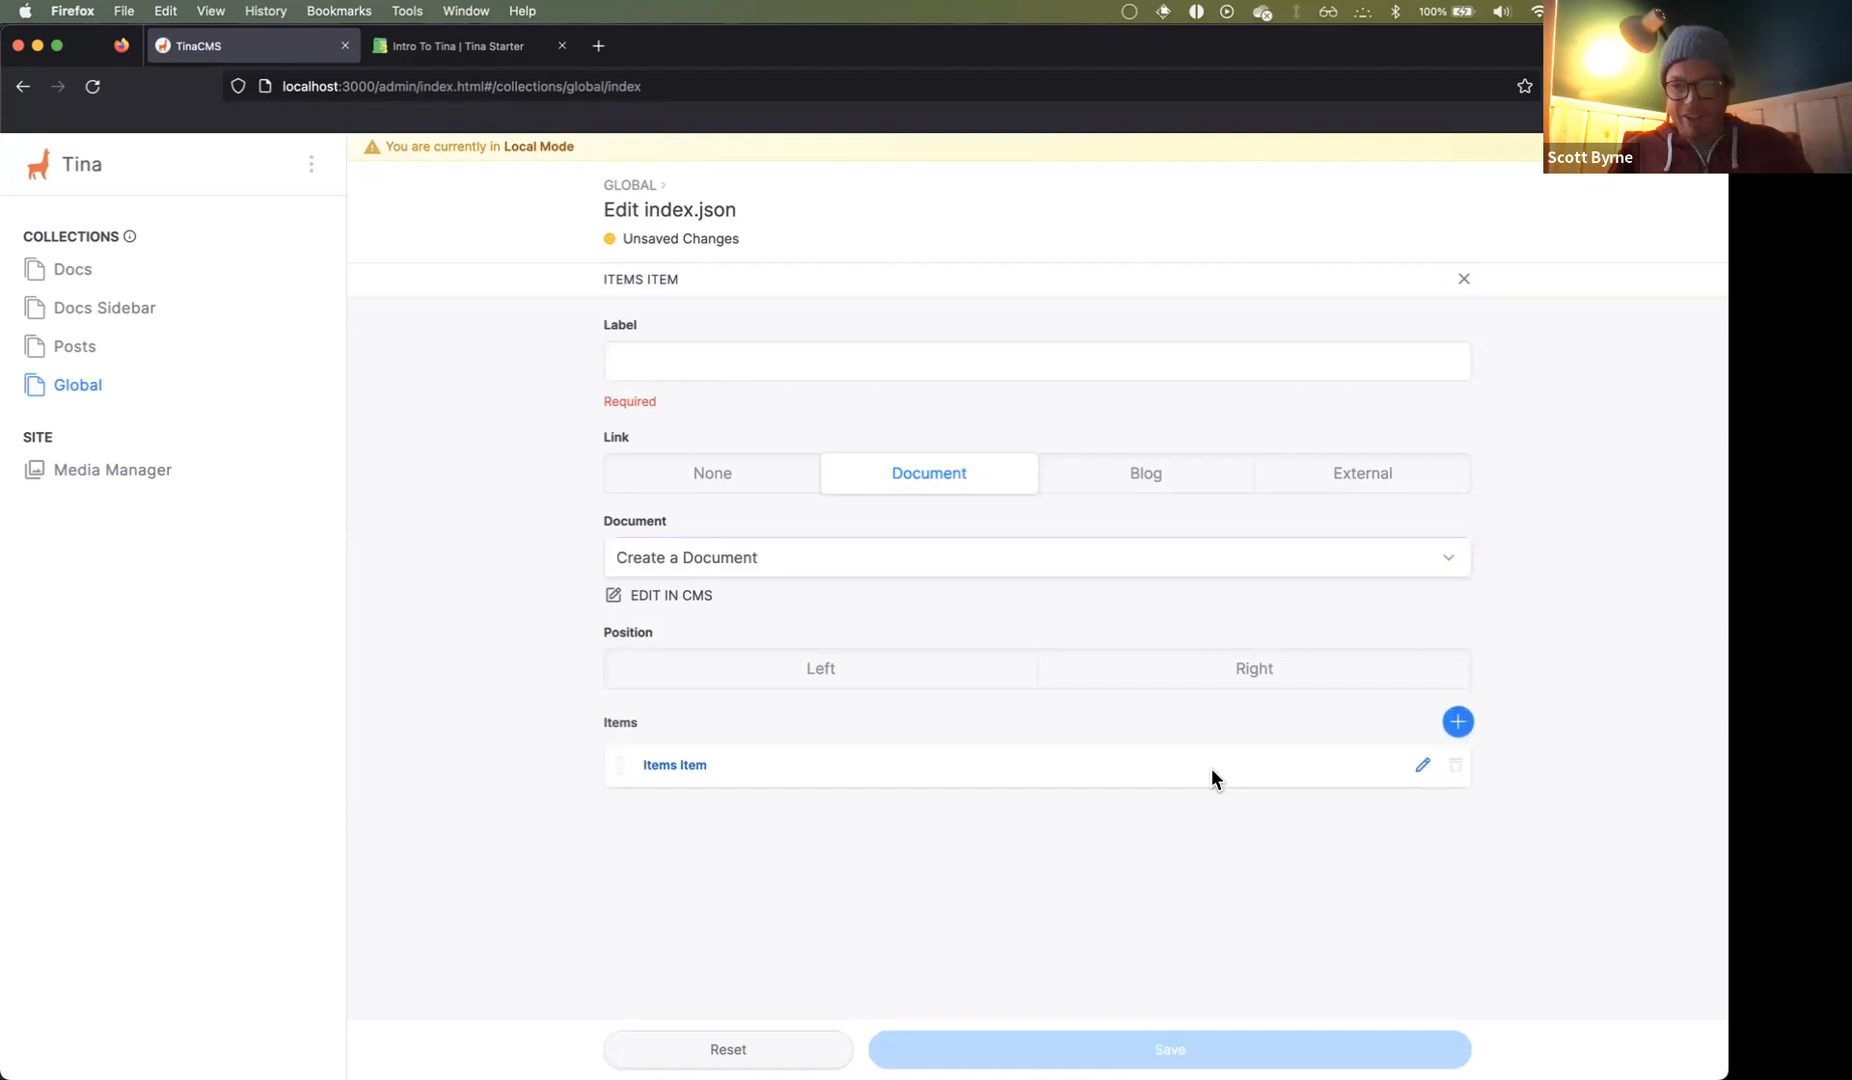 Firefox File Edit View History Bookmarks Tools Window Help 100%
TinaCMS
Intro To Tina | Tina Starter
localhost:3000/admin/index.html#/collections/global/index
Scott Byrne
Tina
You are currently in Local Mode
GLOBAL
Edit index.json
Unsaved Changes
COLLECTIONS
Docs
Docs Sidebar
Posts
Global
SITE
Media Manager
ITEMS ITEM
Label
Required
Link
None Document Blog External
Document
Create a Document
EDIT IN CMS
Position
Left Right
Items
Items Item
Reset Save